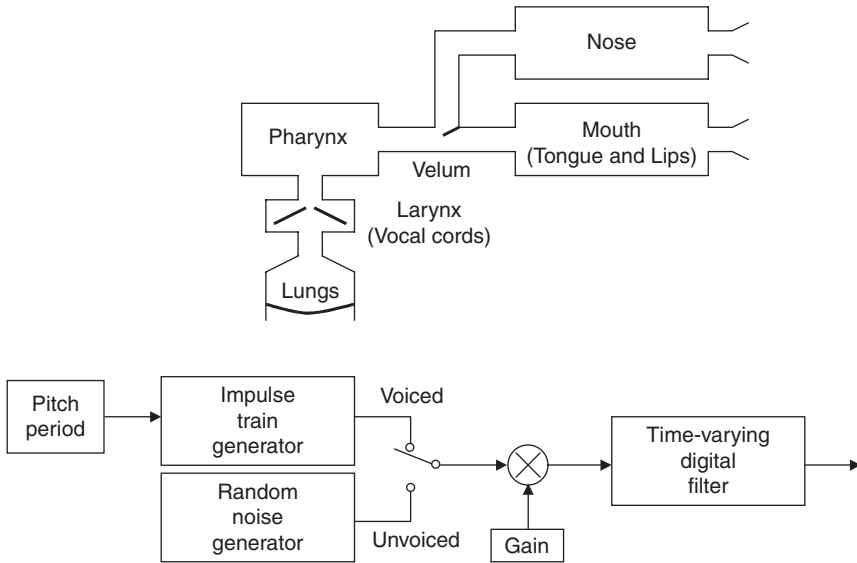 Nose
Pharynx
Mouth
(Tongue and Lips)
Velum
Larynx
(Vocal cords)
Lungs
Pitch
period
Impulse
train
generator
Voiced
Random
noise
generator
Unvoiced
Gain
Time-varying
digital
filter